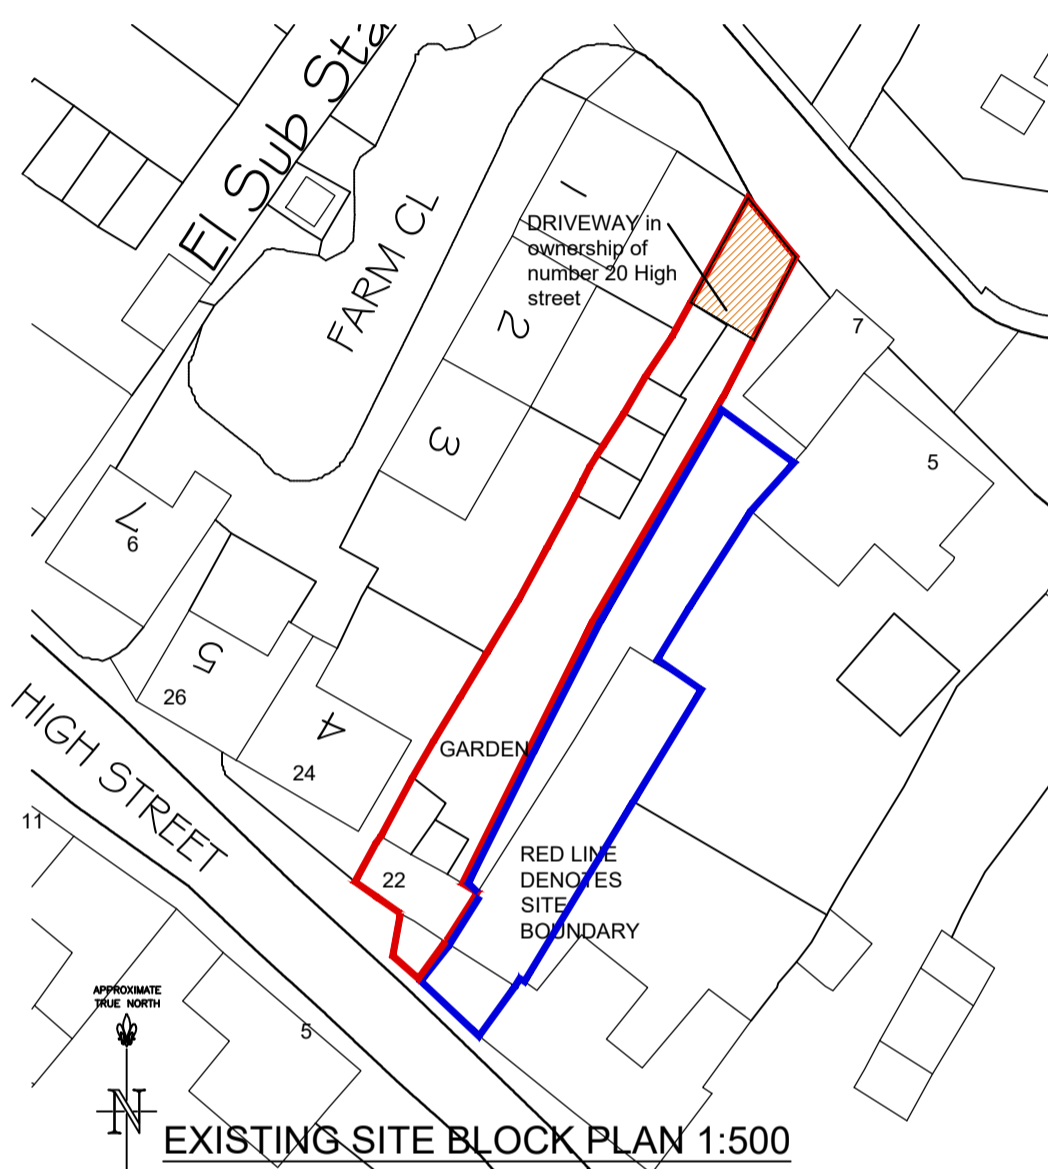 El Sub Sta
FARM CL
1
DRIVEWAY in
ownership of
number 20 High
street
2
7
3
5
7
6
5
26
4
24
GARDEN
HIGH STREET
11
22
RED LINE
DENOTES
SITE
BOUNDARY
APPROXIMATE
TRUE NORTH
N
5
EXISTING SITE BLOCK PLAN 1:500